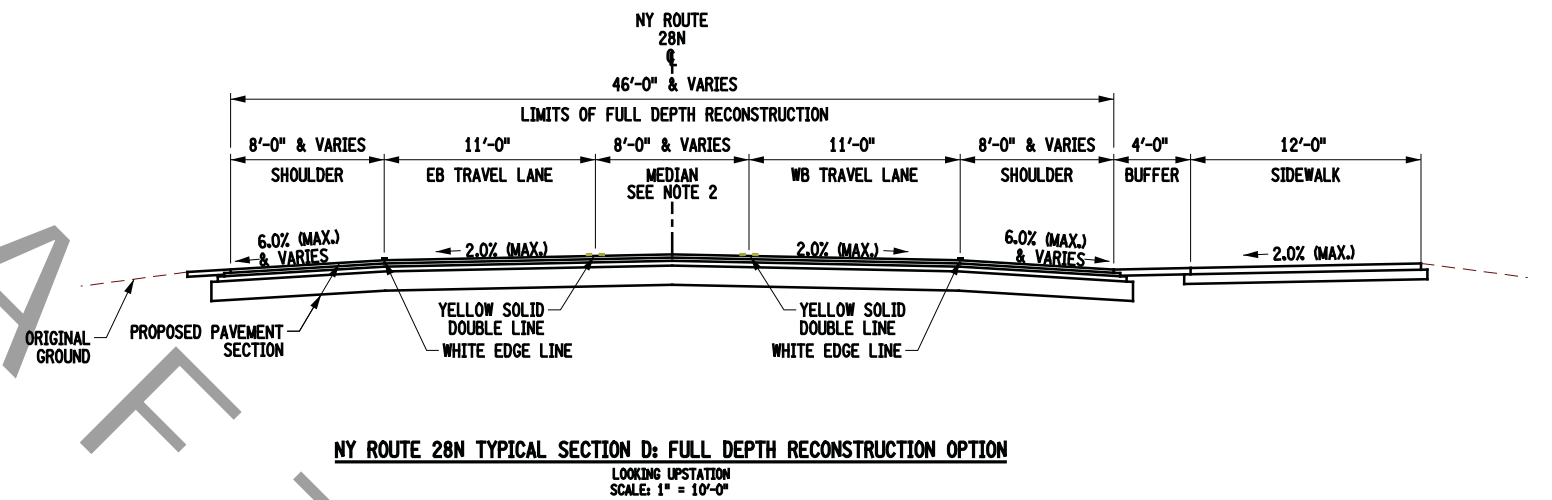 NY ROUTE
28N
℄
46'-0" & VARIES
LIMITS OF FULL DEPTH RECONSTRUCTION
8'-0" & VARIES 11'-0" 8'-0" & VARIES 11'-0" 8'-0" & VARIES 4'-0" 12'-0"
SHOULDER EB TRAVEL LANE MEDIAN WB TRAVEL LANE SHOULDER BUFFER SIDEWALK
SEE NOTE 2
6.0% (MAX.) 6.0% (MAX.)
& VARIES 2.0% (MAX.) 2.0% (MAX.) & VARIES 2.0% (MAX.)
YELLOW SOLID YELLOW SOLID
DOUBLE LINE DOUBLE LINE
ORIGINAL PROPOSED PAVEMENT
GROUND SECTION WHITE EDGE LINE WHITE EDGE LINE
A
F
NY ROUTE 28N TYPICAL SECTION D: FULL DEPTH RECONSTRUCTION OPTION
LOOKING UPSTATION
SCALE: 1" = 10'-0"